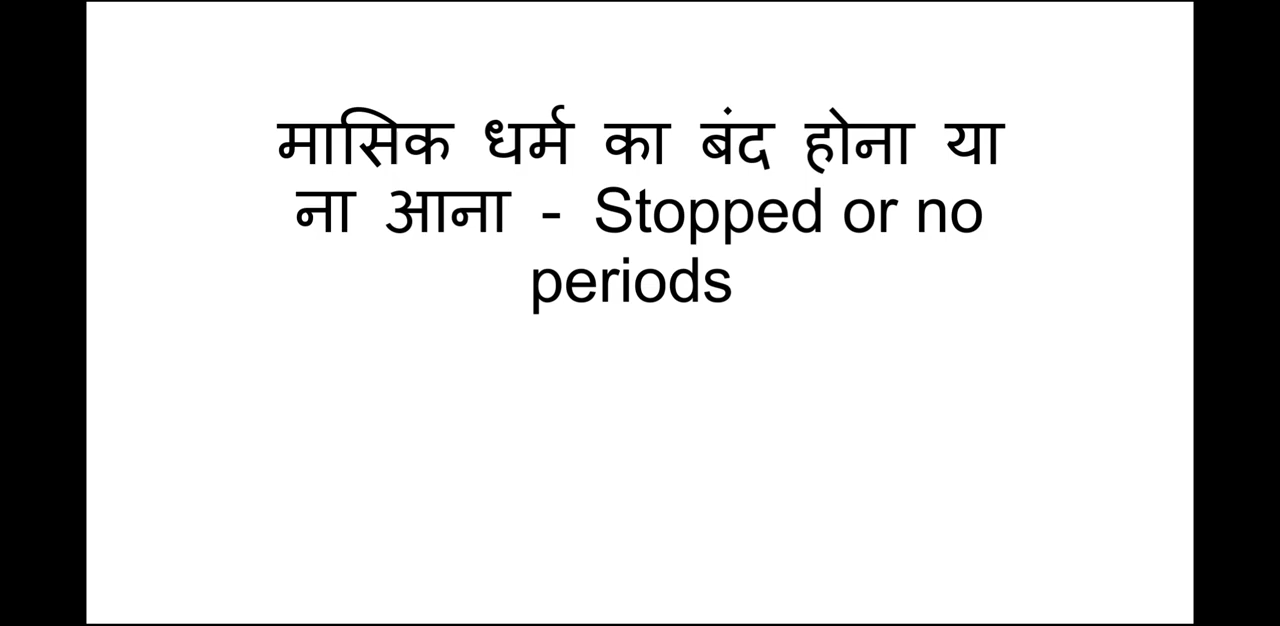 मासिक धर्म का बंद होना या
ना आना - Stopped or no
periods